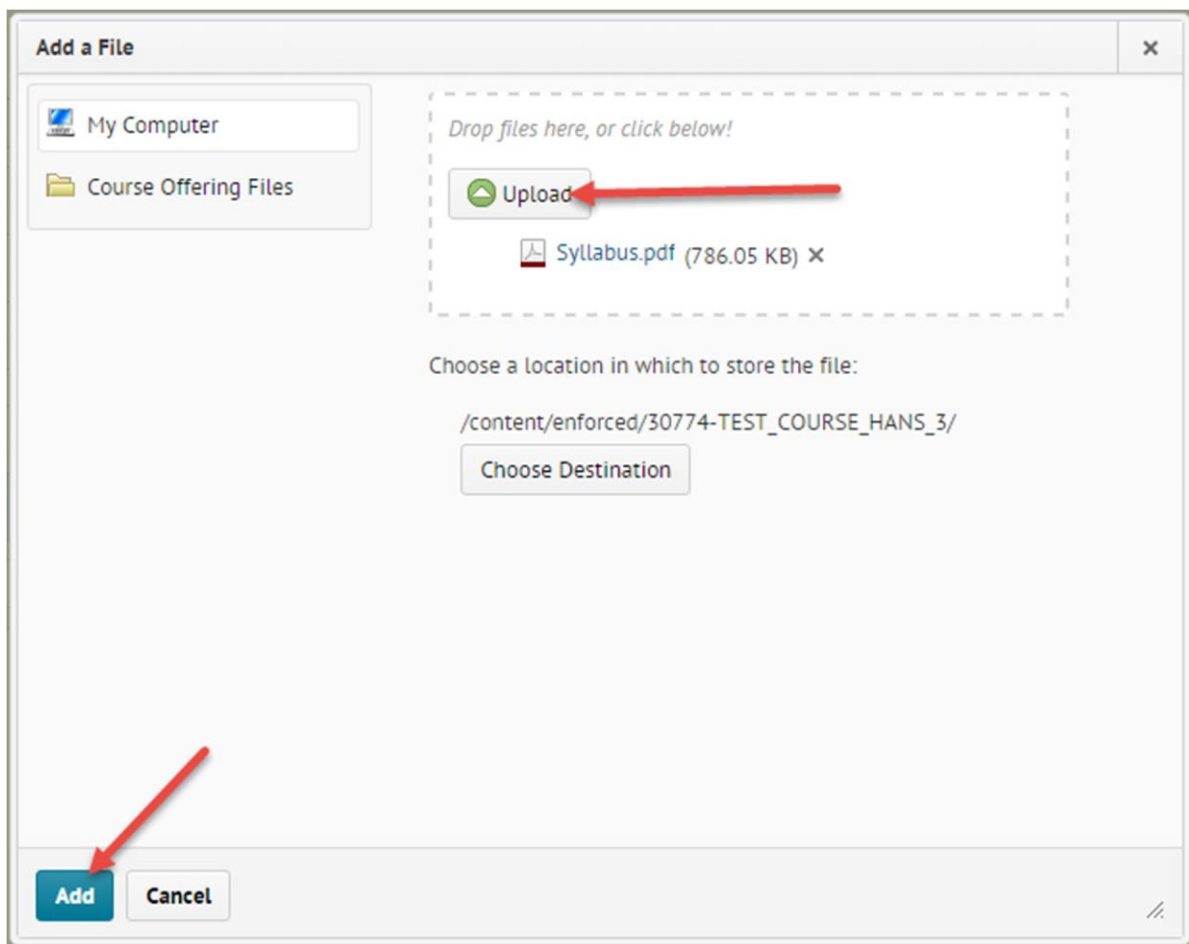 Add a File
My Computer
Course Offering Files
Drop files here, or click below!
Upload
Syllabus.pdf (786.05 KB)
Choose a location in which to store the file:
/content/enforced/30774-TEST_COURSE_HANS_3/
Choose Destination
Add
Cancel